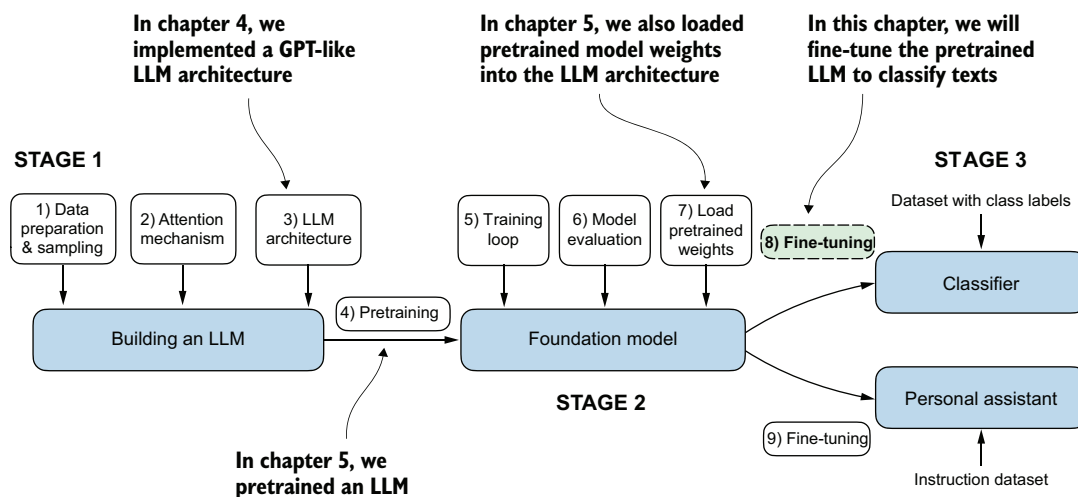 In chapter 4, we
implemented a GPT-like
LLM architecture
In chapter 5, we also loaded
pretrained model weights
into the LLM architecture
In this chapter, we will
fine-tune the pretrained
LLM to classify texts
STAGE 1
STAGE 3
1) Data
preparation
& sampling
2) Attention
mechanism
3) LLM
architecture
5) Training
loop
6) Model
evaluation
7) Load
pretrained
weights
8) Fine-tuning
Dataset with class labels
Building an LLM
4) Pretraining
Foundation model
Classifier
STAGE 2
Personal assistant
9) Fine-tuning
In chapter 5, we
pretrained an LLM
Instruction dataset